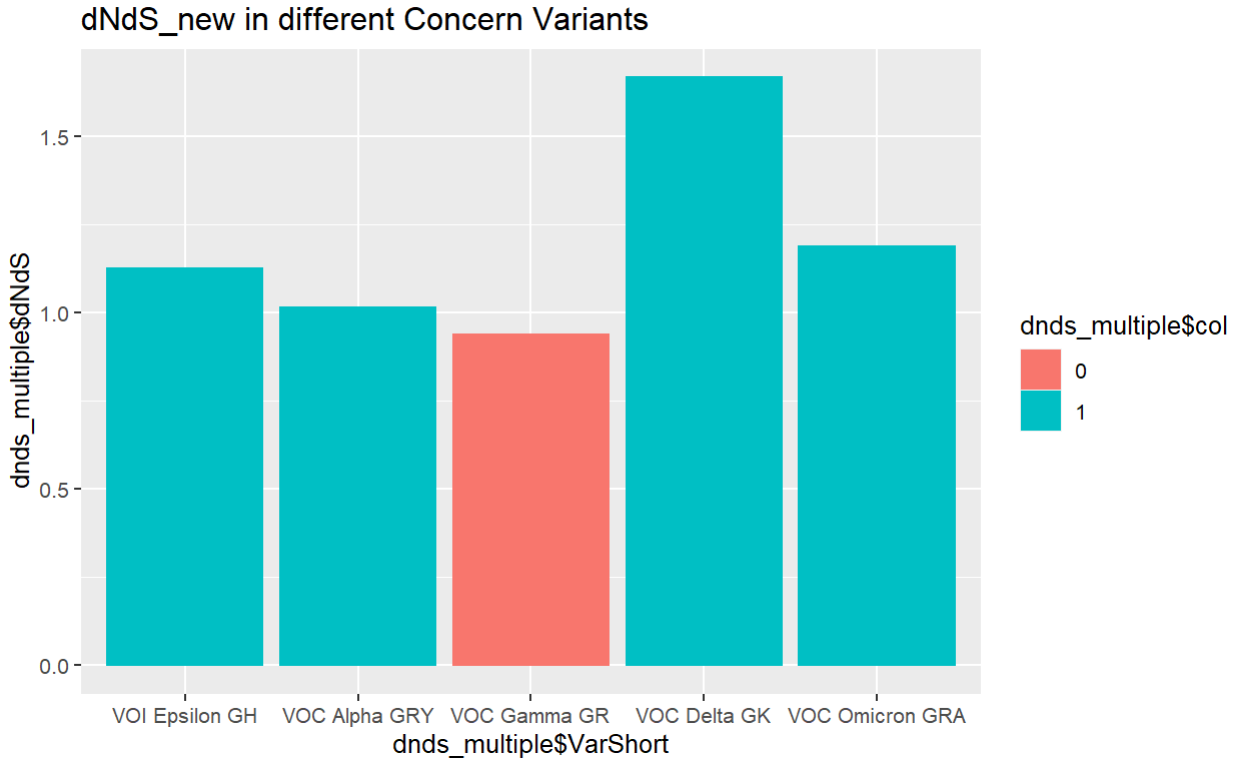 dNdS_new in different Concern Variants
dnds_multiple$dNdS
1.5
1.0
0.5
0.0
VOI Epsilon GH VOC Alpha GRY VOC Gamma GR VOC Delta GK VOC Omicron GRA
dnds_multiple$VarShort
dnds_multiple$col
0
1